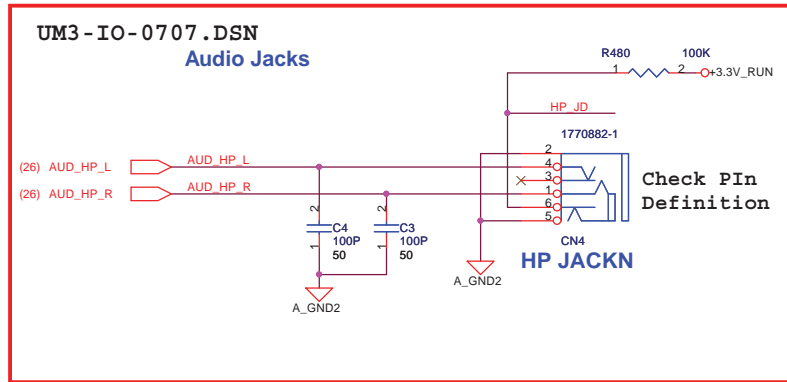 UM3-IO-0707.DSN
Audio Jacks
R480 100K
1 2 +3.3V_RUN
HP_JD
1770882-1
2
(26) AUD_HP_L AUD_HP_L 4
3
(26) AUD_HP_R AUD_HP_R 1
6
5
Check PIn
Definition
2 2
C4 C3
1 100P 1 100P
50 50
CN4
HP JACKN
A_GND2
A_GND2